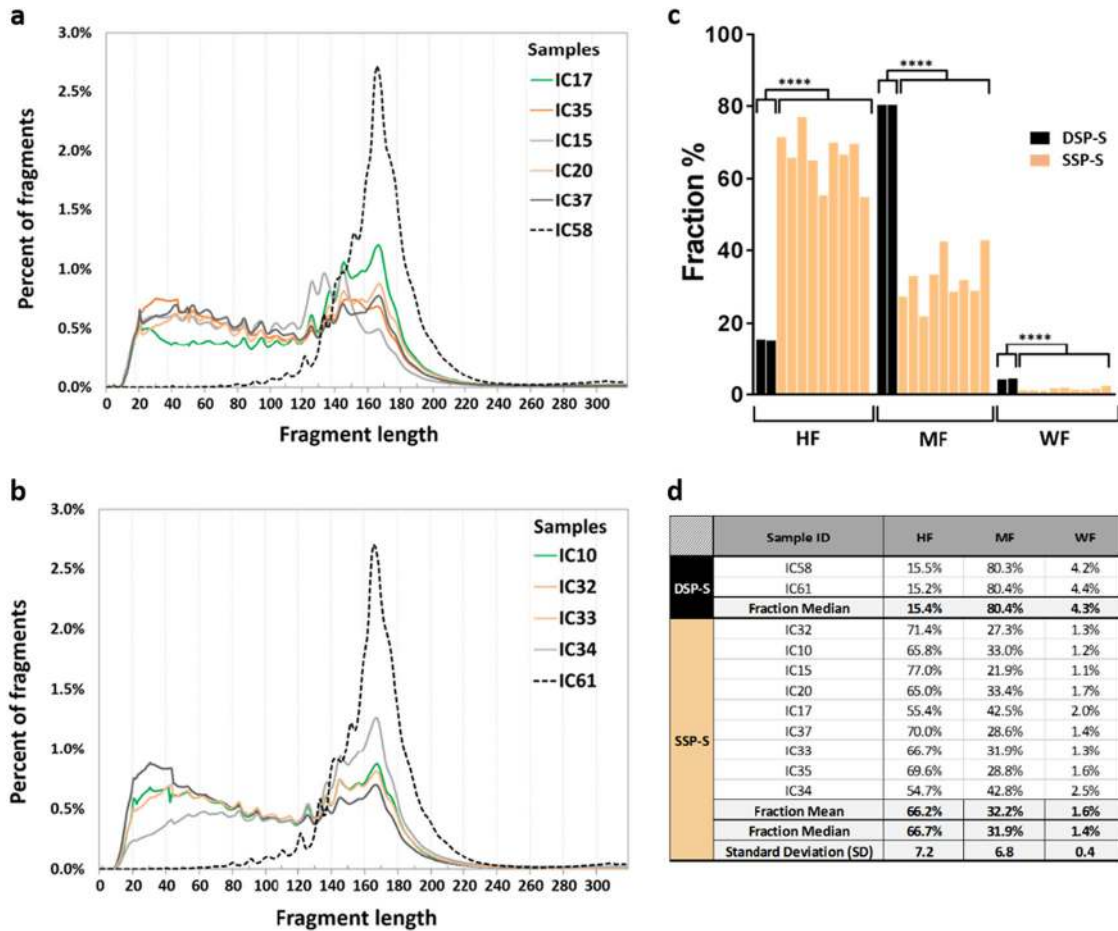 a
3.0%
2.5%
2.0%
1.5%
1.0%
0.5%
0.0%
Percent of fragments
0 20 40 60 80 100 120 140 160 180 200 220 240 260 280 300
Fragment length
Samples
IC17
IC35
IC15
IC20
IC37
IC58
b
3.0%
2.5%
2.0%
1.5%
1.0%
0.5%
0.0%
Percent of fragments
0 20 40 60 80 100 120 140 160 180 200 220 240 260 280 300
Fragment length
Samples
IC10
IC32
IC33
IC34
IC61
c
100
80
60
40
20
0
Fraction %
**** **** ****
DSP-S
SSP-S
HF MF WF
d
Sample ID HF MF WF
DSP-S
IC58 15.5% 80.3% 4.2%
IC61 15.2% 80.4% 4.4%
Fraction Median 15.4% 80.4% 4.3%
SSP-S
IC32 71.4% 27.3% 1.3%
IC10 65.8% 33.0% 1.2%
IC15 77.0% 21.9% 1.1%
IC20 65.0% 33.4% 1.7%
IC17 55.4% 42.5% 2.0%
IC37 70.0% 28.6% 1.4%
IC33 66.7% 31.9% 1.3%
IC35 69.6% 28.8% 1.6%
IC34 54.7% 42.8% 2.5%
Fraction Mean 66.2% 32.2% 1.6%
Fraction Median 66.7% 31.9% 1.4%
Standard Deviation (SD) 7.2 6.8 0.4